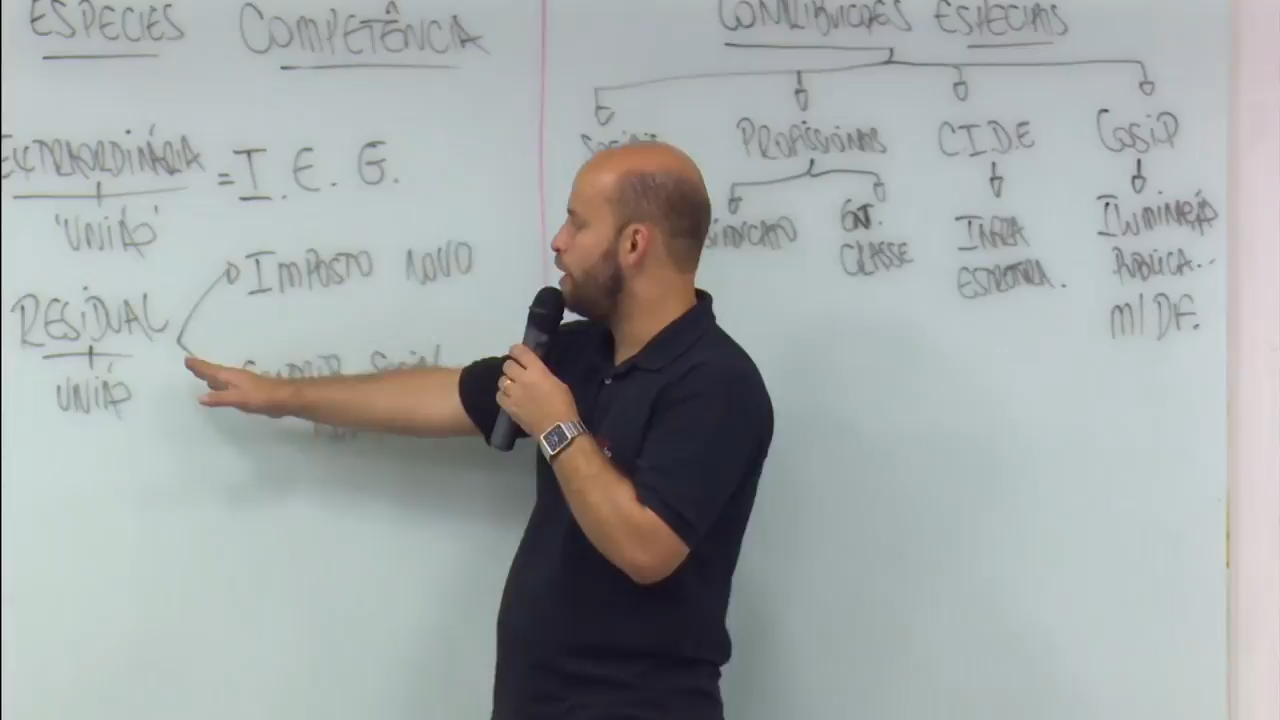 ESPÉCIES COMPETÊNCIA
EXTRAORDINÁRIA = I.E.G.
'UNIÃO'
IMPOSTO NOVO
RESIDUAL
UNIÃO
CONTRIBUIÇÕES ESPECIAIS
PROFISSIONAIS
CIDE
COSIP
SINDICATO
ENT.
CLASSE
INFRA
ESTRUTURA.
ILUMINAÇÃO
PÚBLICA..
M/DF.